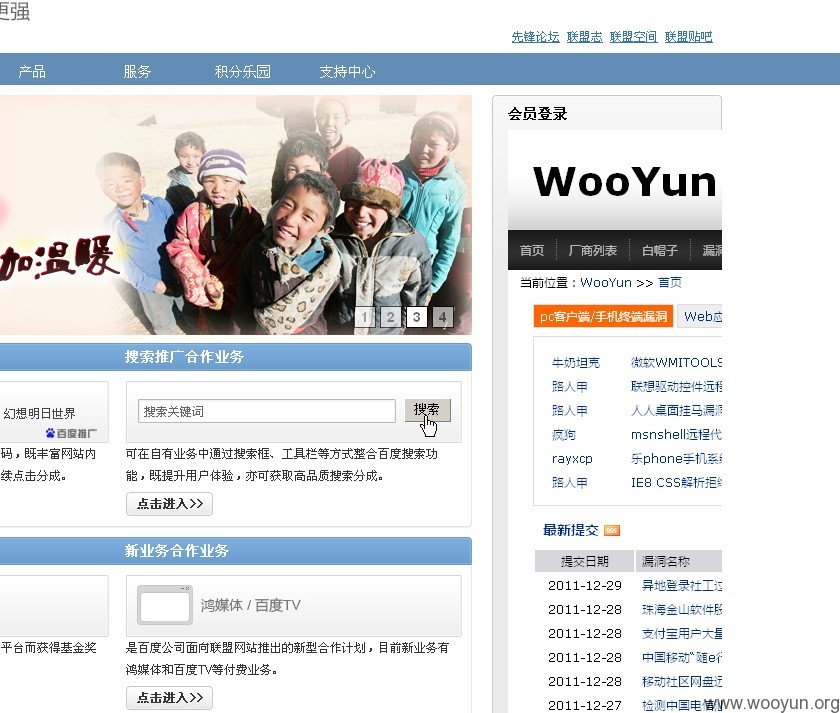 更强
先锋论坛 联盟志 联盟空间 联盟贴吧
产品 服务 积分乐园 支持中心
加温暖
1 2 3 4
搜索推广合作业务
幻想明日世界
百度推广
搜索关键词 搜索
码，既丰富网站内
续点击分成。
可在自有业务中通过搜索框、工具栏等方式整合百度搜索功
能，既提升用户体验，亦可获取高品质搜索分成。
点击进入>>
新业务合作业务
鸿媒体 / 百度TV
平台而获得基金奖
是百度公司面向联盟网站推出的新型合作计划，目前新业务有
鸿媒体和百度TV等付费业务。
点击进入>>
会员登录
WooYun
首页 厂商列表 白帽子 漏洞
当前位置：WooYun >> 首页
pc客户端/手机终端漏洞 Web应
牛奶坦克 微软WMITOOLS
路人甲 联想驱动控件远程
路人甲 人人桌面挂马漏洞
疯狗 msnshell远程代
rayxcp 乐phone手机系统
路人甲 IE8 CSS解析拒绝
最新提交 RSS
提交日期 漏洞名称
2011-12-29 异地登录社工过
2011-12-28 珠海金山软件股
2011-12-28 支付宝用户大量
2011-12-28 中国移动“随e行
2011-12-28 移动社区网盘远
2011-12-27 检测中国电信
www.wooyun.org